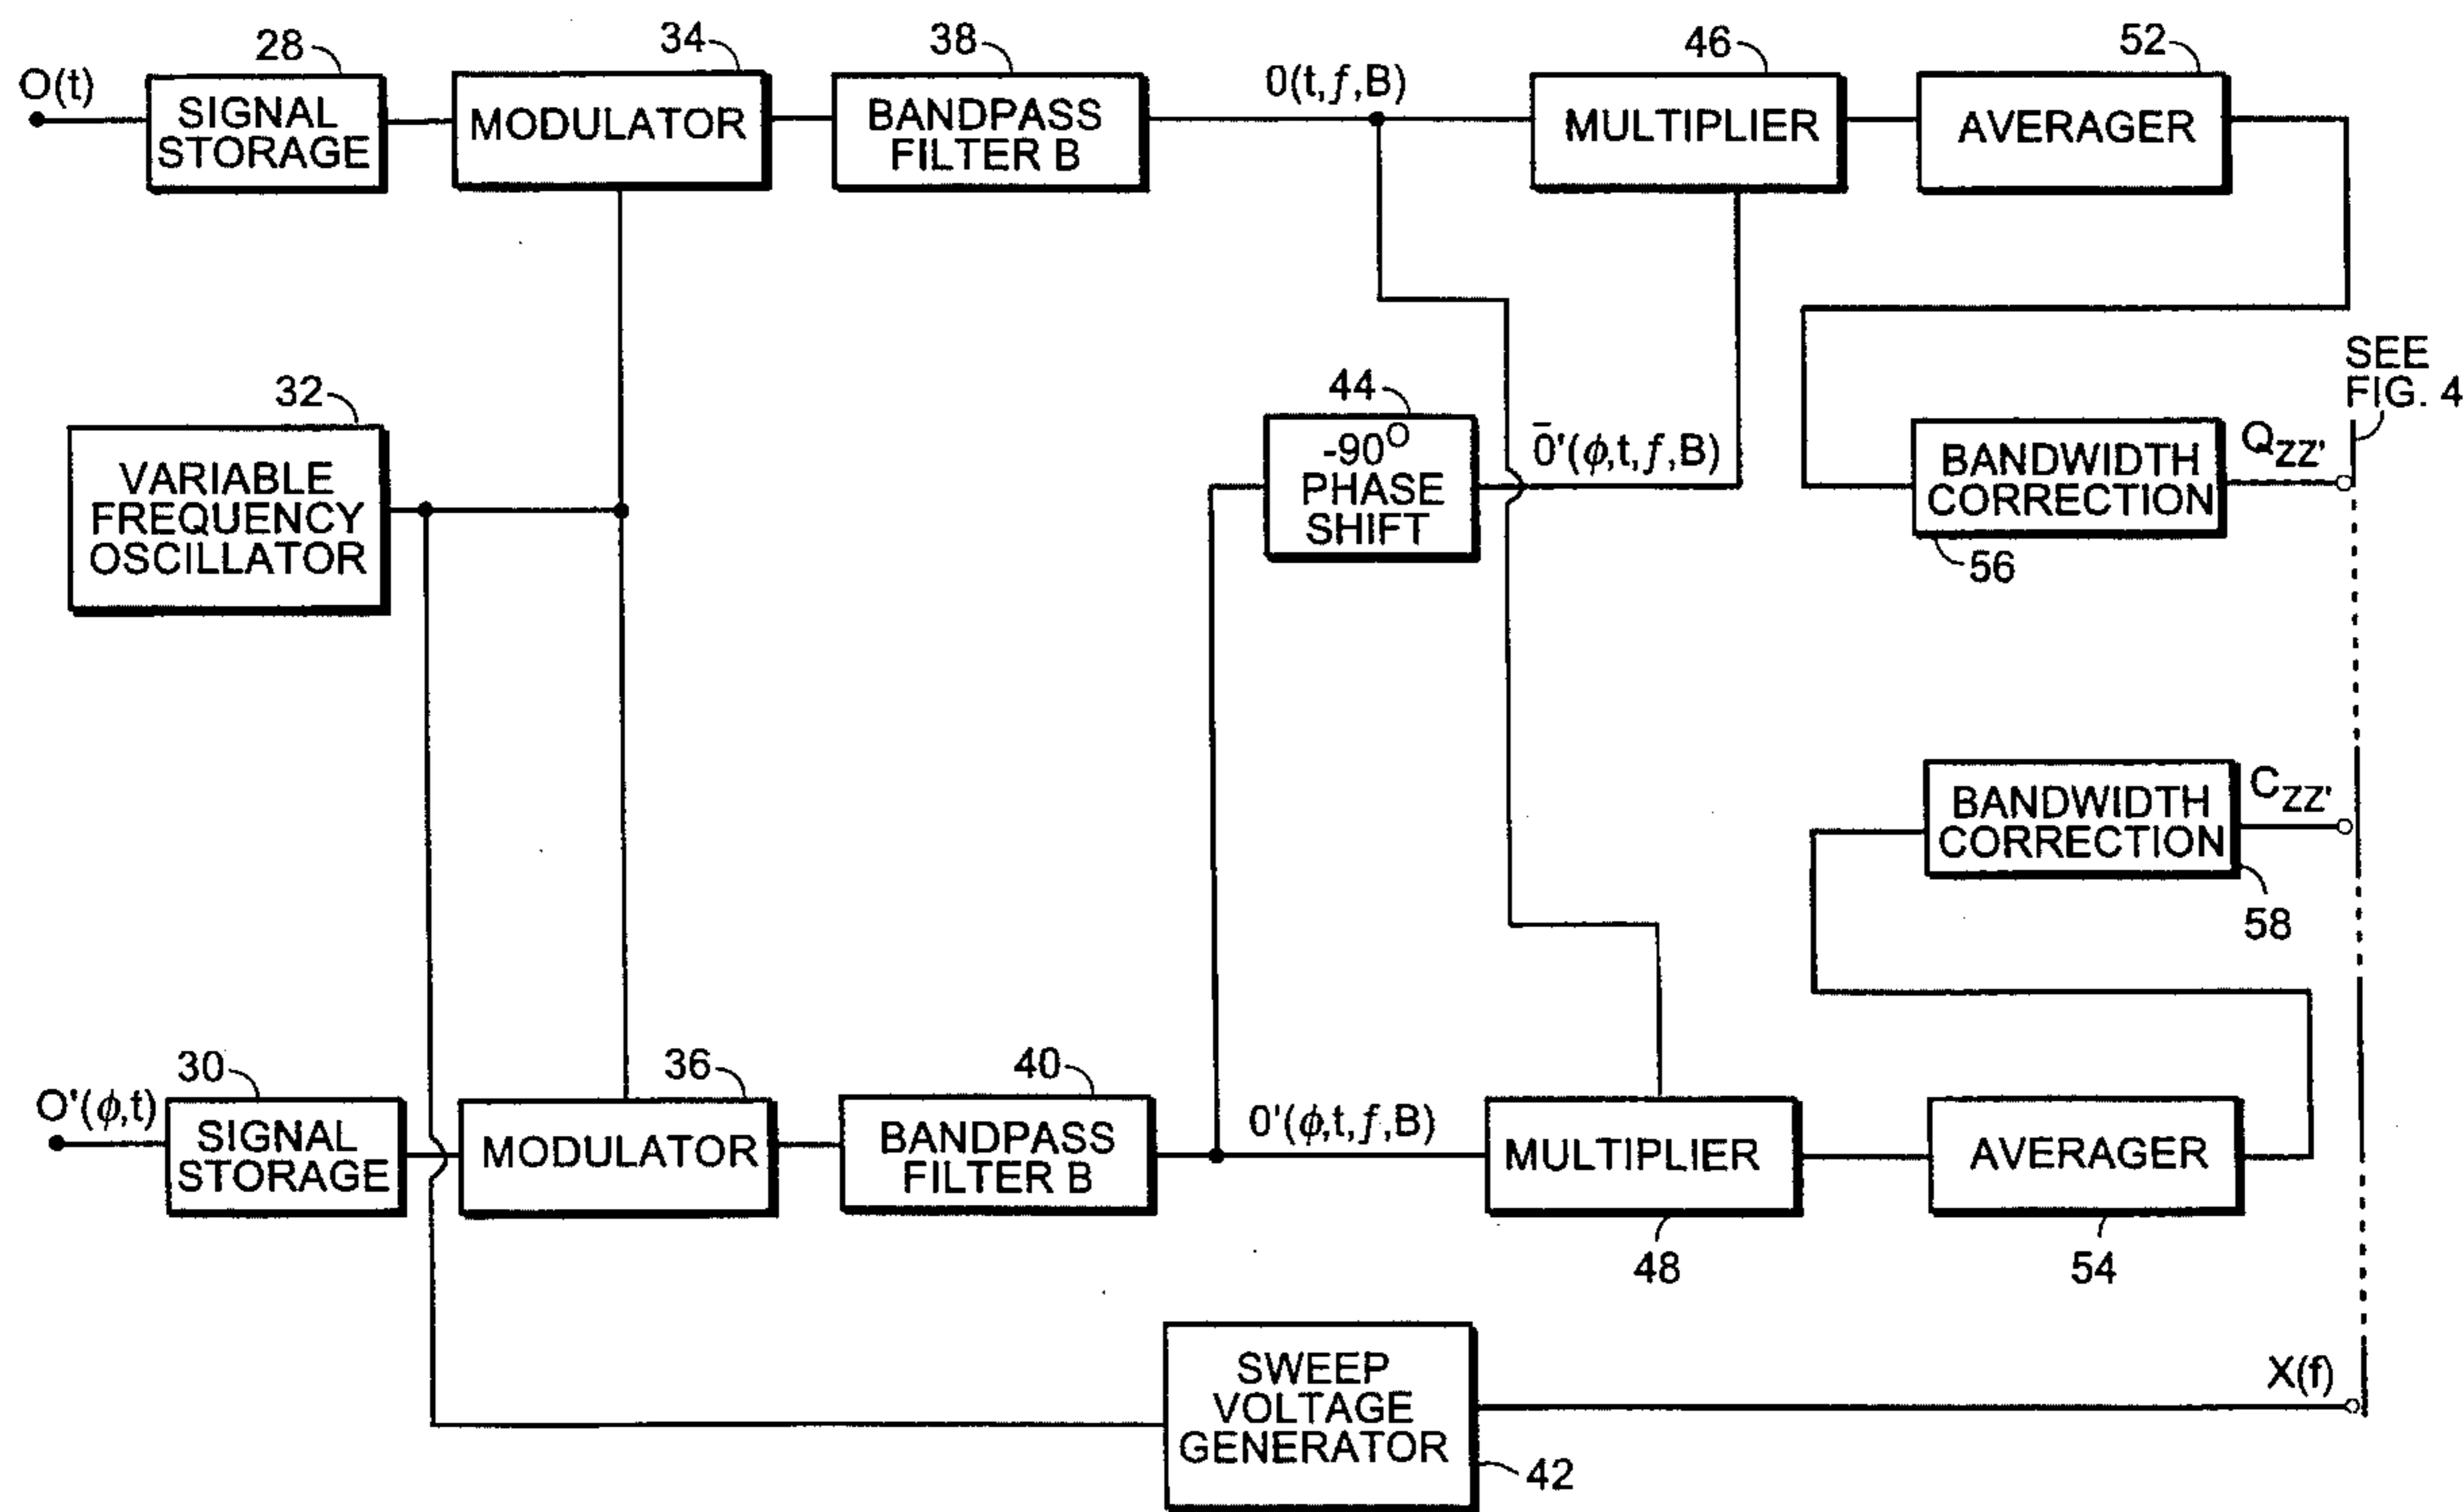 28
34
38
46
52
O(t)
SIGNAL
STORAGE
MODULATOR
BANDPASS
FILTER B
0(t,f,B)
MULTIPLIER
AVERAGER
SEE
FIG. 4
32
VARIABLE
FREQUENCY
OSCILLATOR
44
-90°
PHASE
SHIFT
0̄'(ϕ,t,f,B)
BANDWIDTH
CORRECTION
QZZ'
56
BANDWIDTH
CORRECTION
CZZ'
58
30
36
40
O'(ϕ,t)
SIGNAL
STORAGE
MODULATOR
BANDPASS
FILTER B
0'(ϕ,t,f,B)
MULTIPLIER
AVERAGER
48
54
SWEEP
VOLTAGE
GENERATOR
X(f)
42